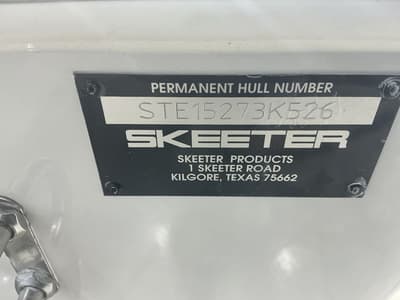 PERMANENT HULL NUMBER
STE15273K526
SKEETER
SKEETER PRODUCTS
1 SKEETER ROAD
KILGORE, TEXAS 75662